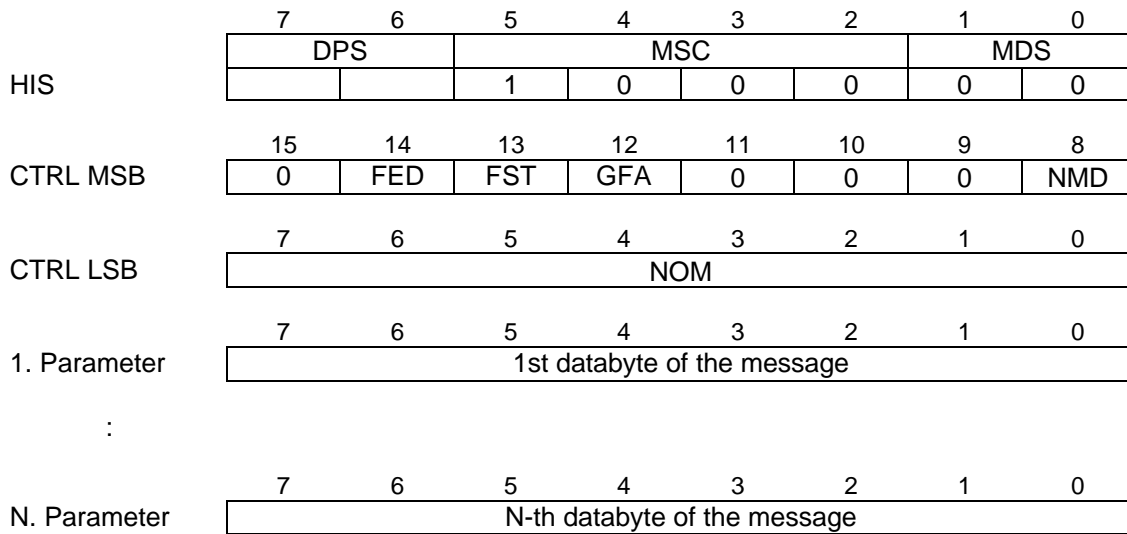 7 6 5 4 3 2 1 0
DPS MSC MDS
HIS 1 0 0 0 0 0
15 14 13 12 11 10 9 8
CTRL MSB 0 FED FST GFA 0 0 0 NMD
7 6 5 4 3 2 1 0
CTRL LSB NOM
7 6 5 4 3 2 1 0
1. Parameter 1st databyte of the message
:
7 6 5 4 3 2 1 0
N. Parameter N-th databyte of the message